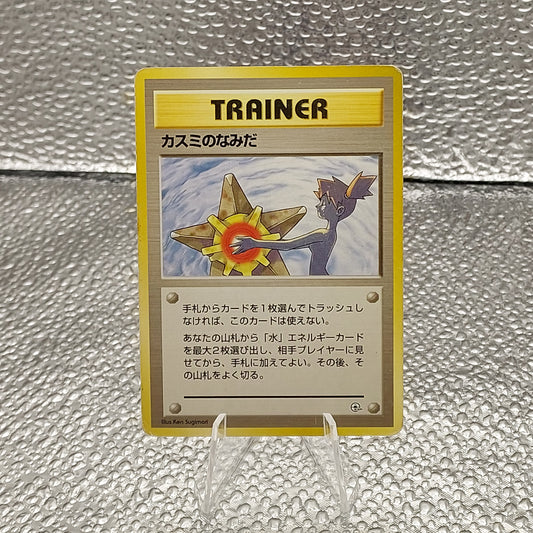 TRAINER
カスミのなみだ
手札からカードを1枚選んでトラッシュし
なければ、このカードは使えない。
あなたの山札から「水」エネルギーカード
を最大2枚選び出し、相手プレイヤーに見
せてから、手札に加えてよい。その後、そ
の山札をよく切る。
Illus. Ken Sugimori